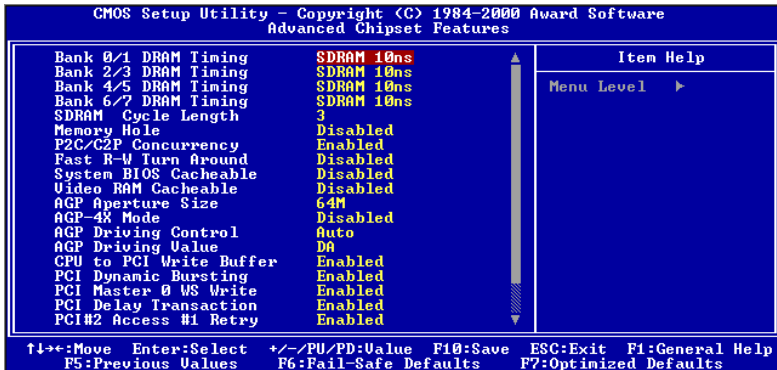 CMOS Setup Utility – Copyright (C) 1984-2000 Award Software
Advanced Chipset Features
Bank 0/1 DRAM Timing SDRAM 10ns
Bank 2/3 DRAM Timing SDRAM 10ns
Bank 4/5 DRAM Timing SDRAM 10ns
Bank 6/7 DRAM Timing SDRAM 10ns
SDRAM Cycle Length 3
Memory Hole Disabled
P2C/C2P Concurrency Enabled
Fast R-W Turn Around Disabled
System BIOS Cacheable Disabled
Video RAM Cacheable Disabled
AGP Aperture Size 64M
AGP-4X Mode Disabled
AGP Driving Control Auto
AGP Driving Value DA
CPU to PCI Write Buffer Enabled
PCI Dynamic Bursting Enabled
PCI Master 0 WS Write Enabled
PCI Delay Transaction Enabled
PCI#2 Access #1 Retry Enabled
Item Help
Menu Level ▶
↑↓→←:Move Enter:Select +/-/PU/PD:Value F10:Save ESC:Exit F1:General Help
F5:Previous Values F6:Fail-Safe Defaults F7:Optimized Defaults